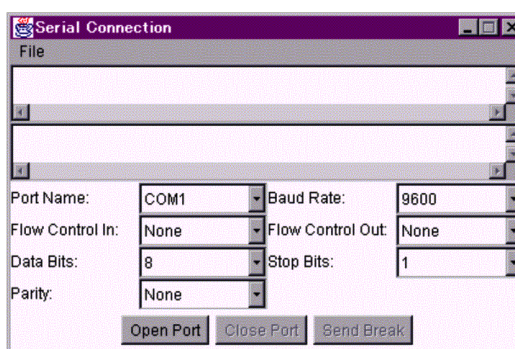 Serial Connection
File
Port Name: COM1 Baud Rate: 9600
Flow Control In: None Flow Control Out: None
Data Bits: 8 Stop Bits: 1
Parity: None
Open Port Close Port Send Break